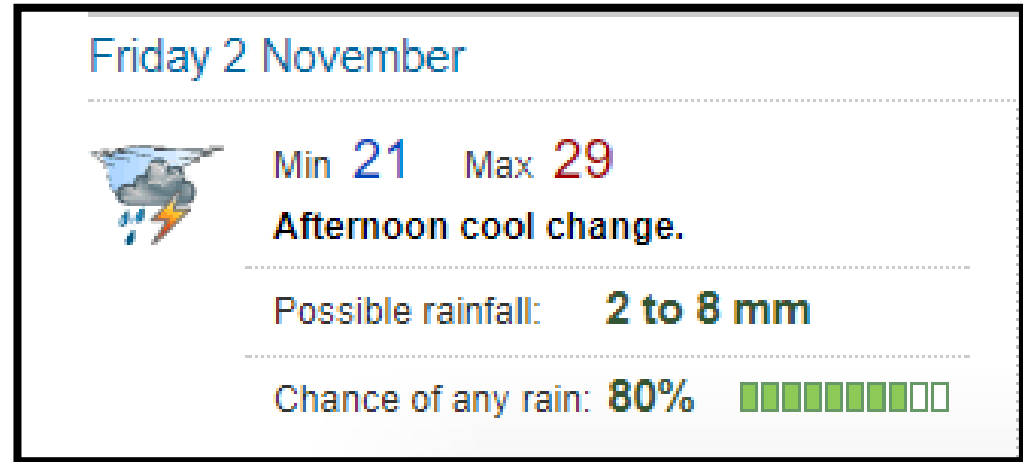 Friday 2 November
Min 21 Max 29
Afternoon cool change.
Possible rainfall: 2 to 8 mm
Chance of any rain: 80%